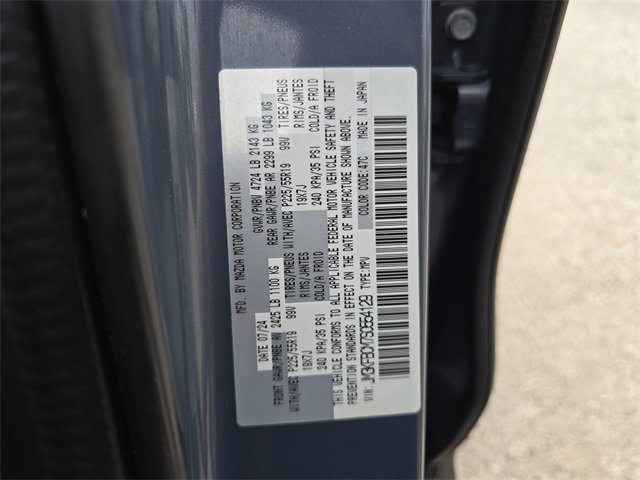 MFD. BY MAZDA MOTOR CORPORATION
DATE 07/24 GVWR/PNBV 4724 LB 2143 KG
FRONT GAWR/PNBE AV 2425 LB 1100 KG REAR GAWR/PNBE AR 2299 LB 1043 KG
WITH/AVEC P225/55R19 99V TIRES/PNEUS WITH/AVEC P225/55R19 99V TIRES/PNEUS
19X7J RIMS/JANTES 19X7J RIMS/JANTES
240 KPA/35 PSI COLD/A FROID 240 KPA/35 PSI COLD/A FROID
THIS VEHICLE CONFORMS TO ALL APPLICABLE FEDERAL MOTOR VEHICLE SAFETY AND THEFT
PREVENTION STANDARDS IN EFFECT ON THE DATE OF MANUFACTURE SHOWN ABOVE.
VIN: JM3KFBCM7S0554129 TYPE:MPV COLOR CODE:47C MADE IN JAPAN